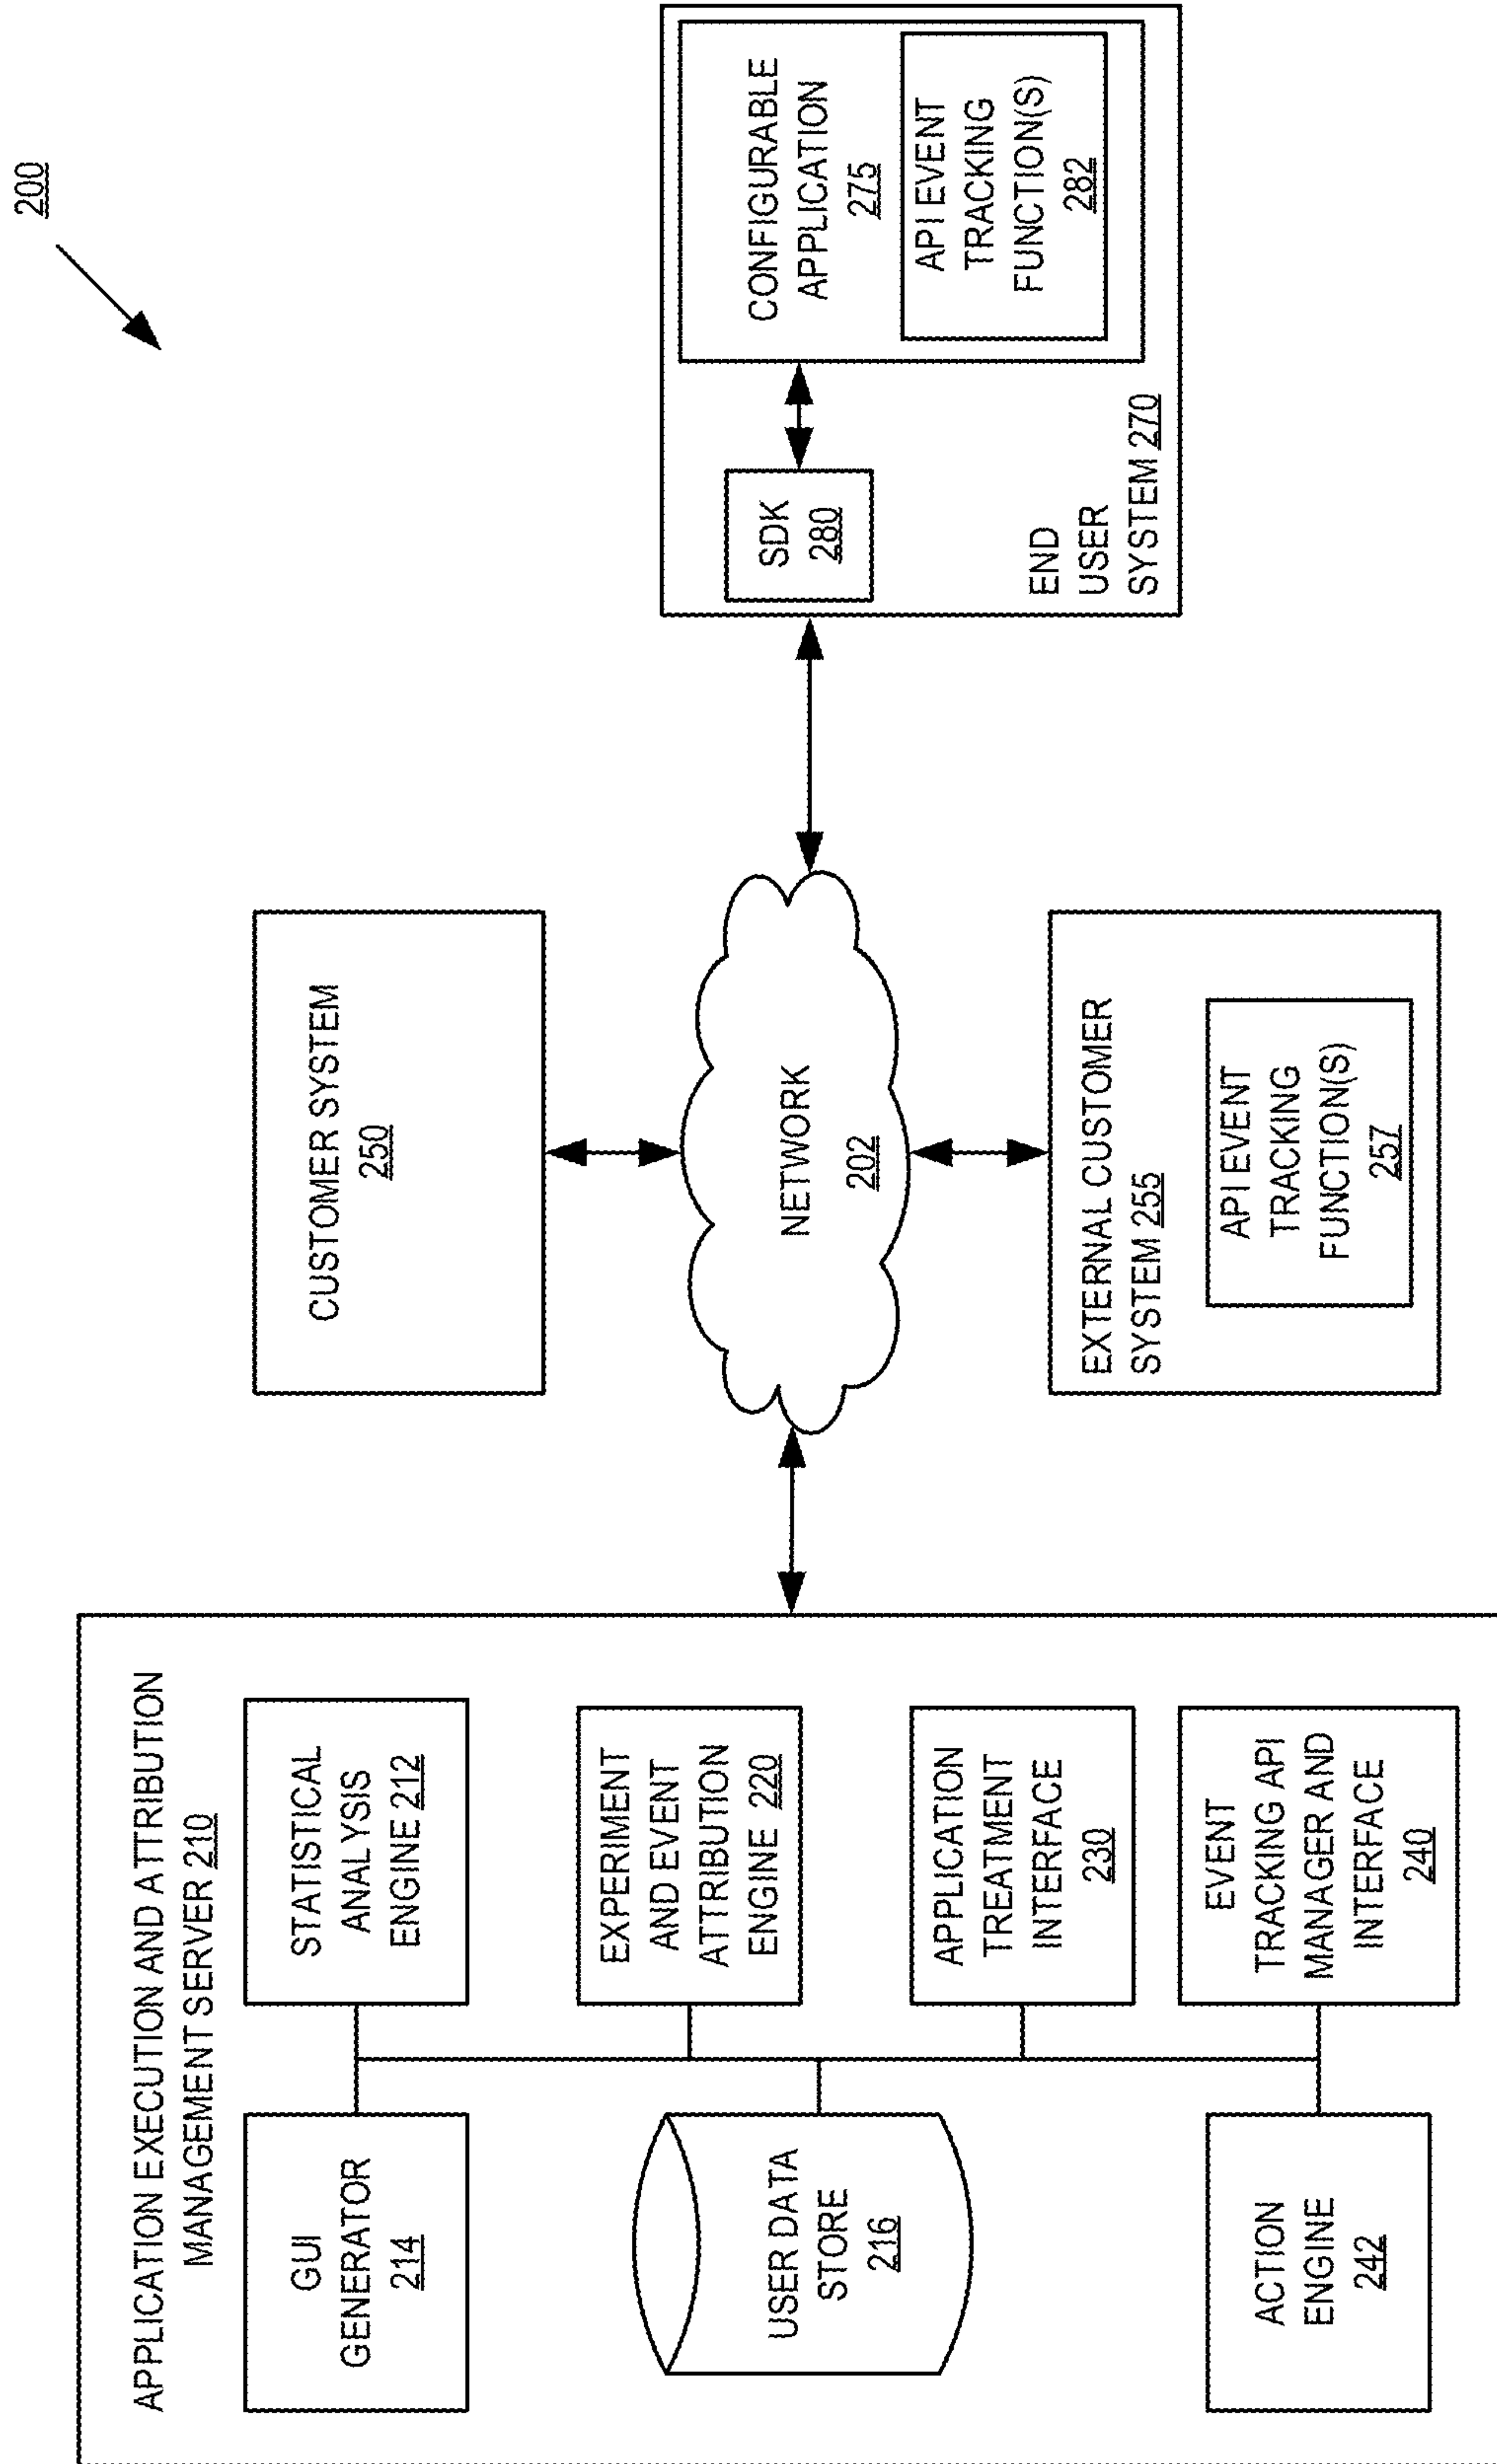 200
APPLICATION EXECUTION AND ATTRIBUTION
MANAGEMENT SERVER 210
GUI
GENERATOR
214
STATISTICAL
ANALYSIS
ENGINE 212
USER DATA
STORE
216
EXPERIMENT
AND EVENT
ATTRIBUTION
ENGINE 220
APPLICATION
TREATMENT
INTERFACE
230
ACTION
ENGINE
242
EVENT
TRACKING API
MANAGER AND
INTERFACE
240
CUSTOMER SYSTEM
250
NETWORK
202
EXTERNAL CUSTOMER
SYSTEM 255
API EVENT
TRACKING
FUNCTION(S)
257
SDK
280
CONFIGURABLE
APPLICATION
275
API EVENT
TRACKING
FUNCTION(S)
282
END
USER
SYSTEM 270